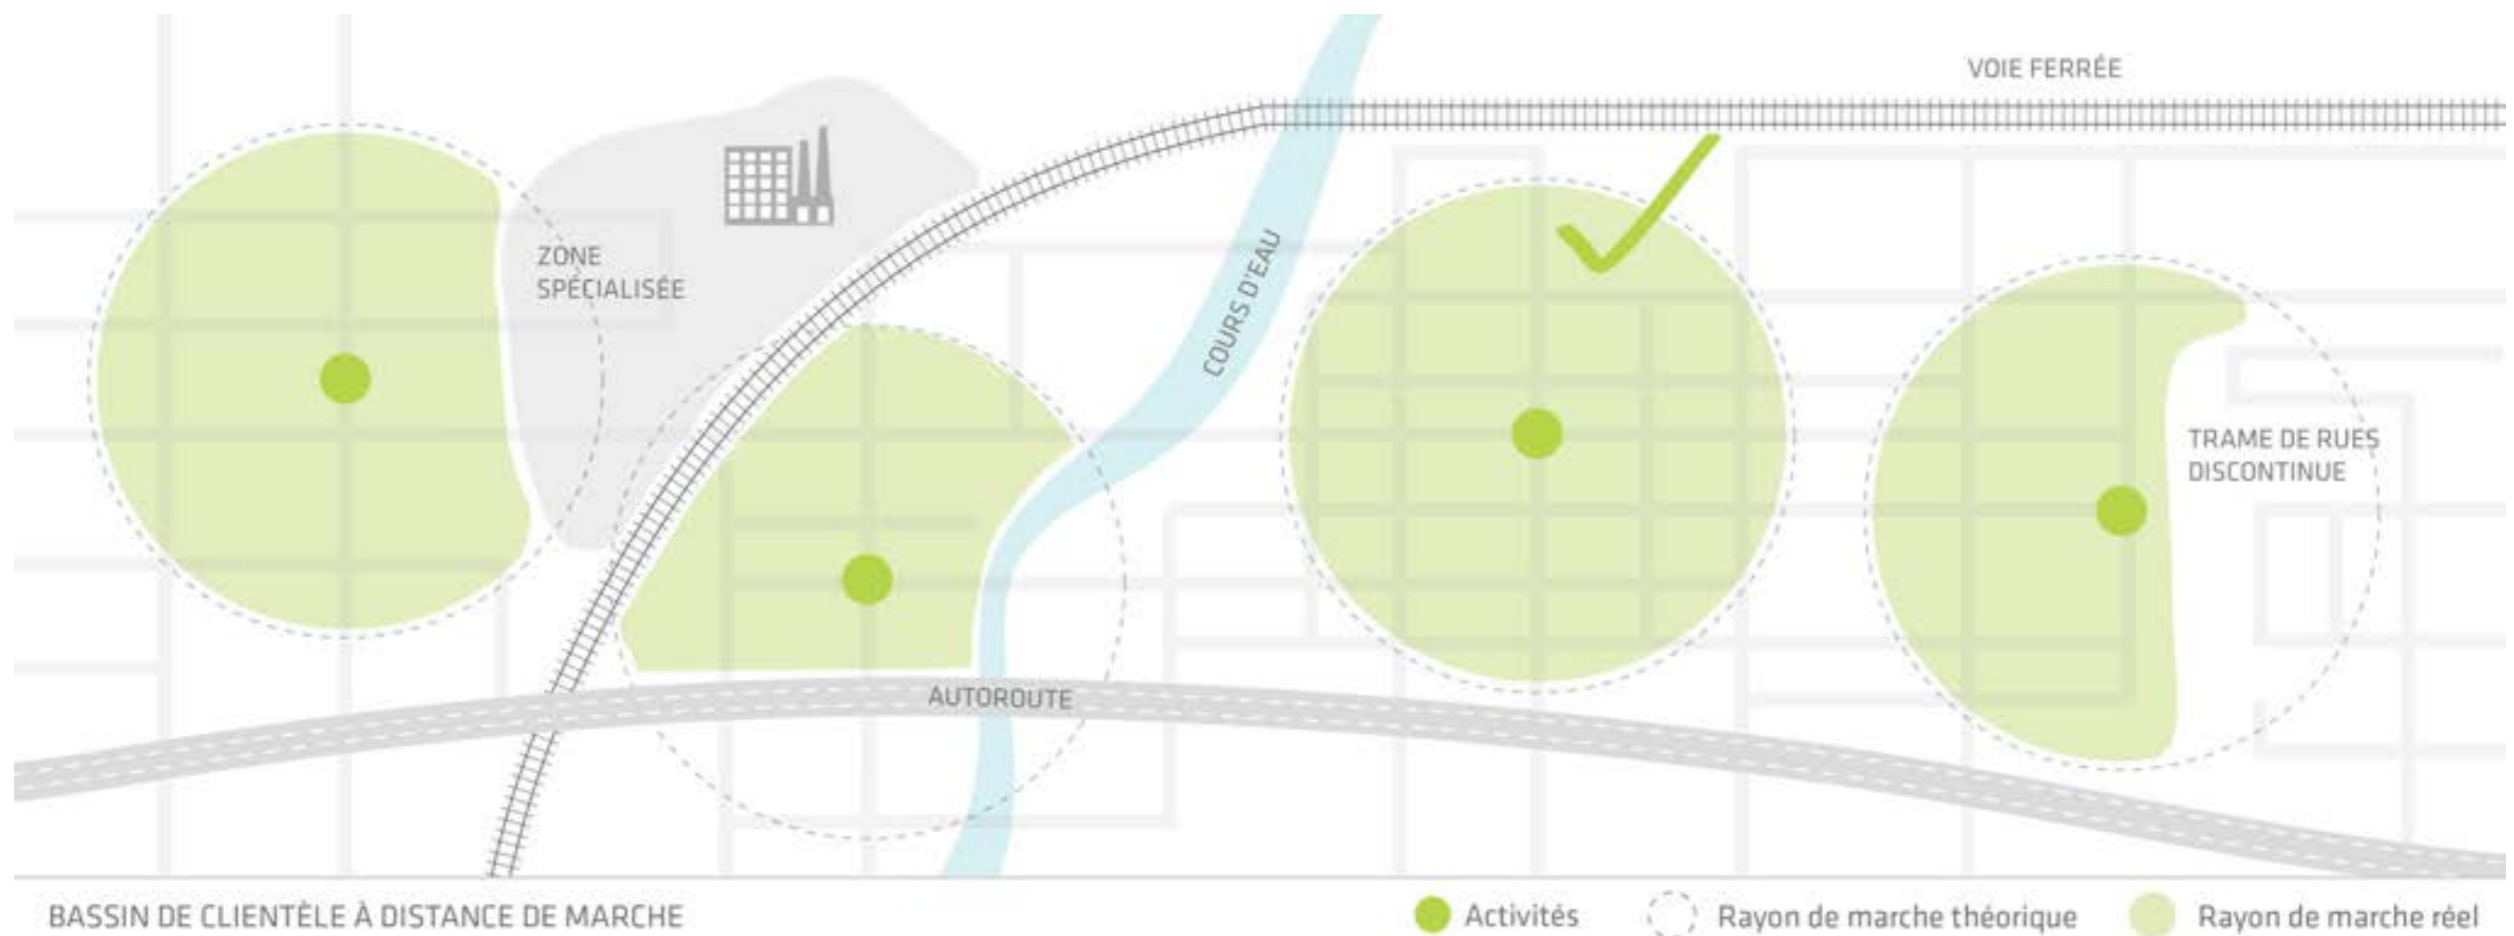 VOIE FERRÉE
ZONE
SPÉCIALISÉE
COURS D'EAU
TRAME DE RUES
DISCONTINUE
AUTOROUTE
BASSIN DE CLIENTÈLE À DISTANCE DE MARCHE
Activités
Rayon de marche théorique
Rayon de marche réel